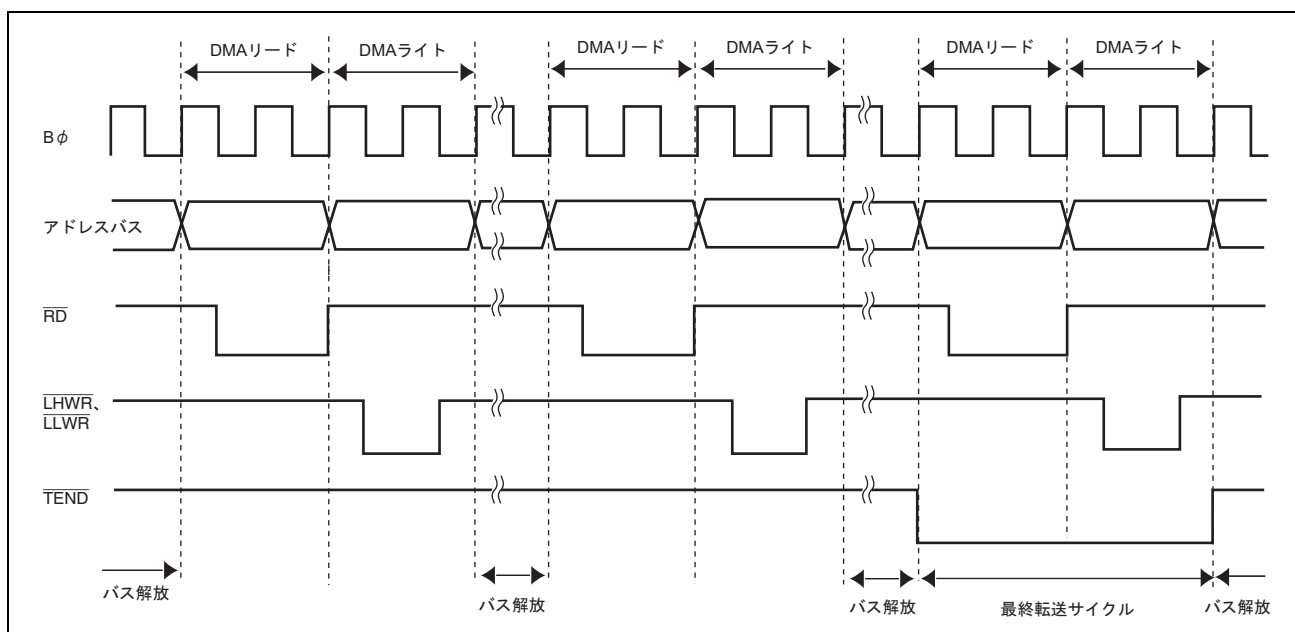 DMAリード DMAライト DMAリード DMAライト DMAリード DMAライト
Bφ
アドレスバス
RD
LHWR、
LLWR
TEND
バス解放 バス解放 バス解放 最終転送サイクル バス解放